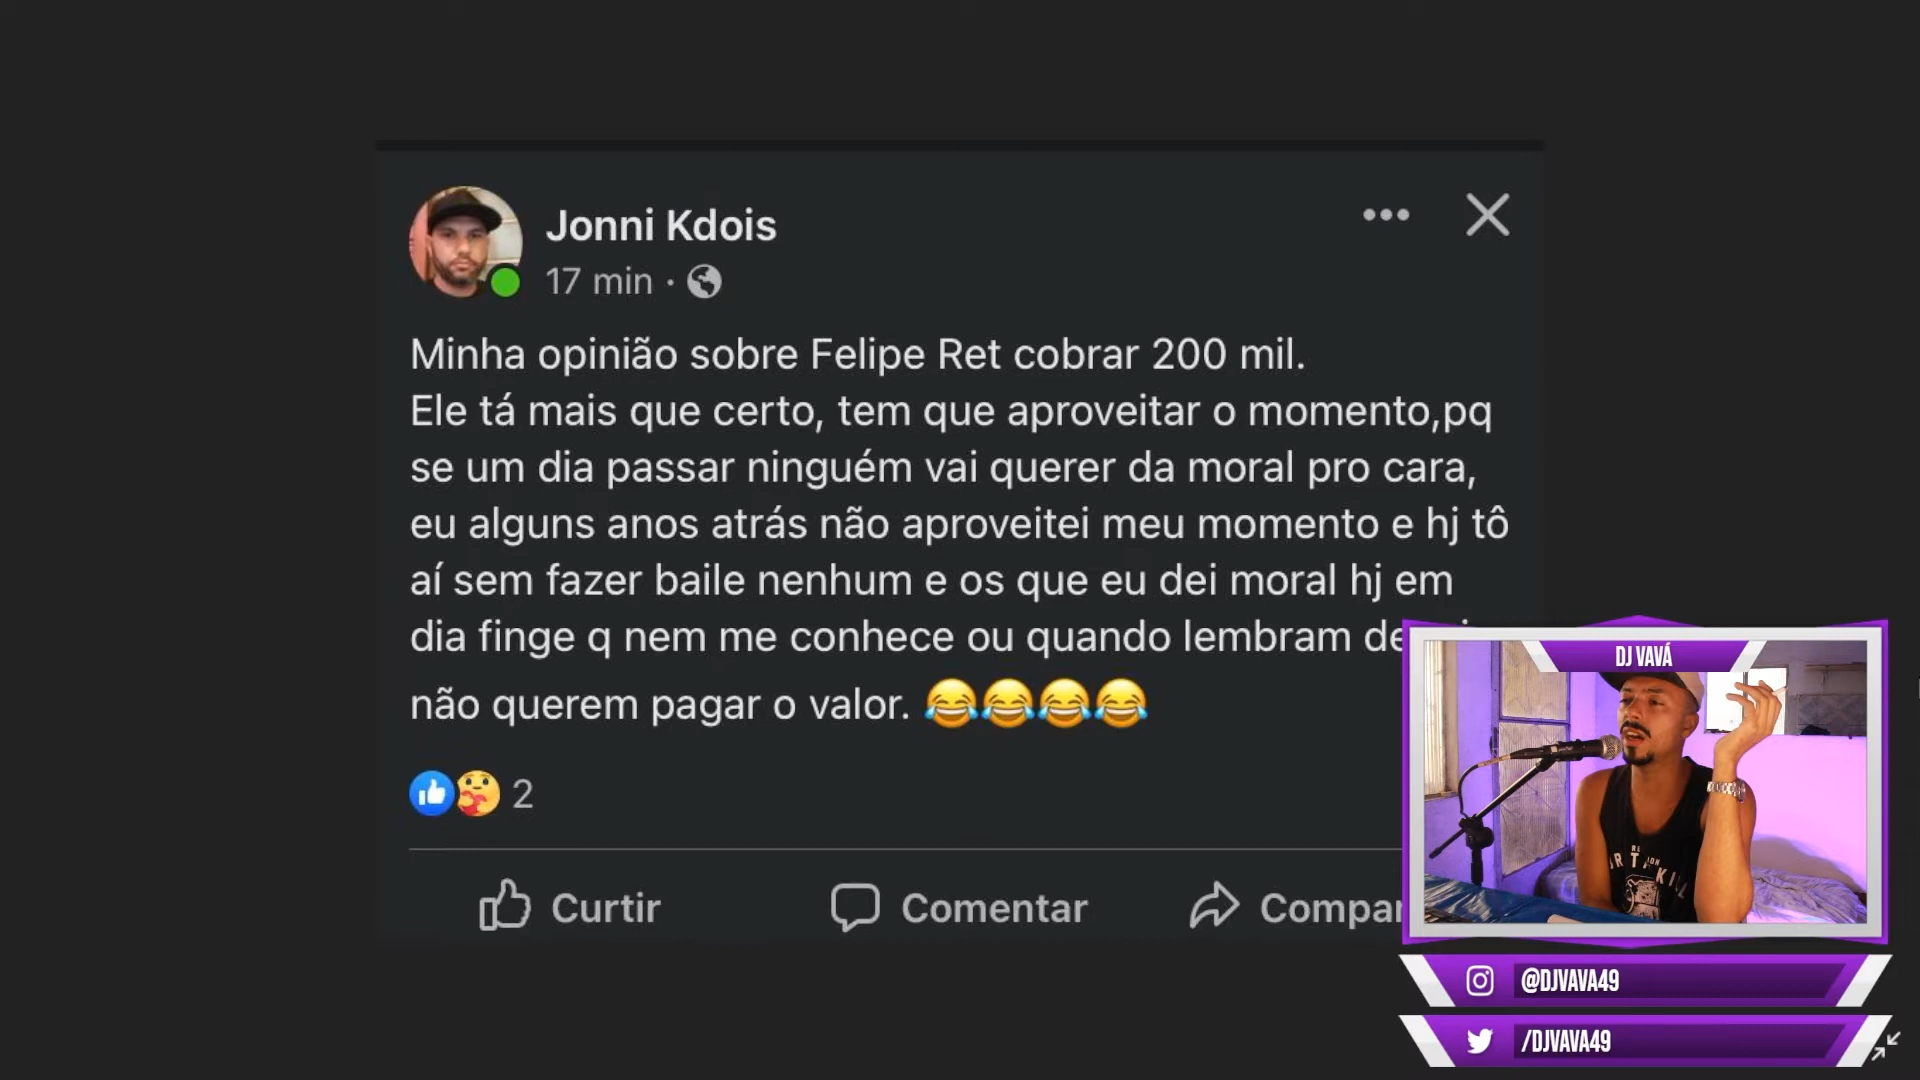 Jonni Kdois
17 min ·
Minha opinião sobre Felipe Ret cobrar 200 mil.
Ele tá mais que certo, tem que aproveitar o momento,pq
se um dia passar ninguém vai querer da moral pro cara,
eu alguns anos atrás não aproveitei meu momento e hj tô
aí sem fazer baile nenhum e os que eu dei moral hj em
dia finge q nem me conhece ou quando lembram de
não querem pagar o valor. 😂😂😂😂
2
Curtir
Comentar
Compar
DJ VAVÁ
@DJVAVA49
/DJVAVA49